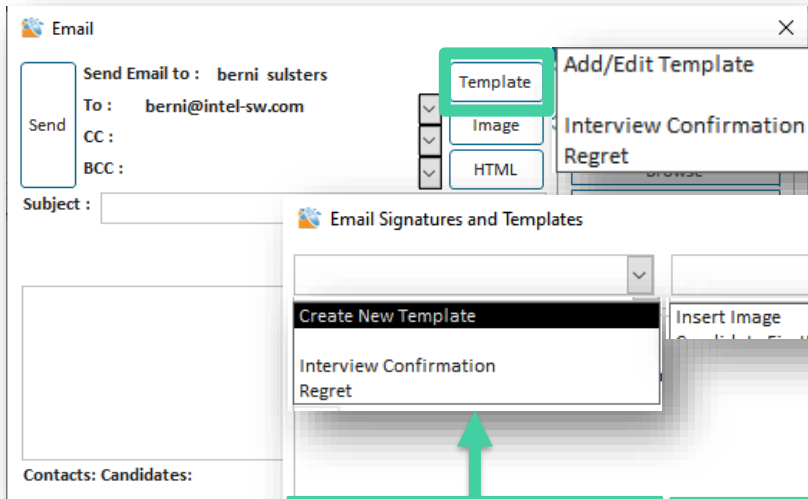 Email
Send
Send Email to : berni sulsters
To : berni@intel-sw.com
CC :
BCC :
Subject :
Template
Image
HTML
Add/Edit Template
Interview Confirmation
Regret
Browse
Email Signatures and Templates
Create New Template
Interview Confirmation
Regret
Insert Image
Contacts: Candidates: